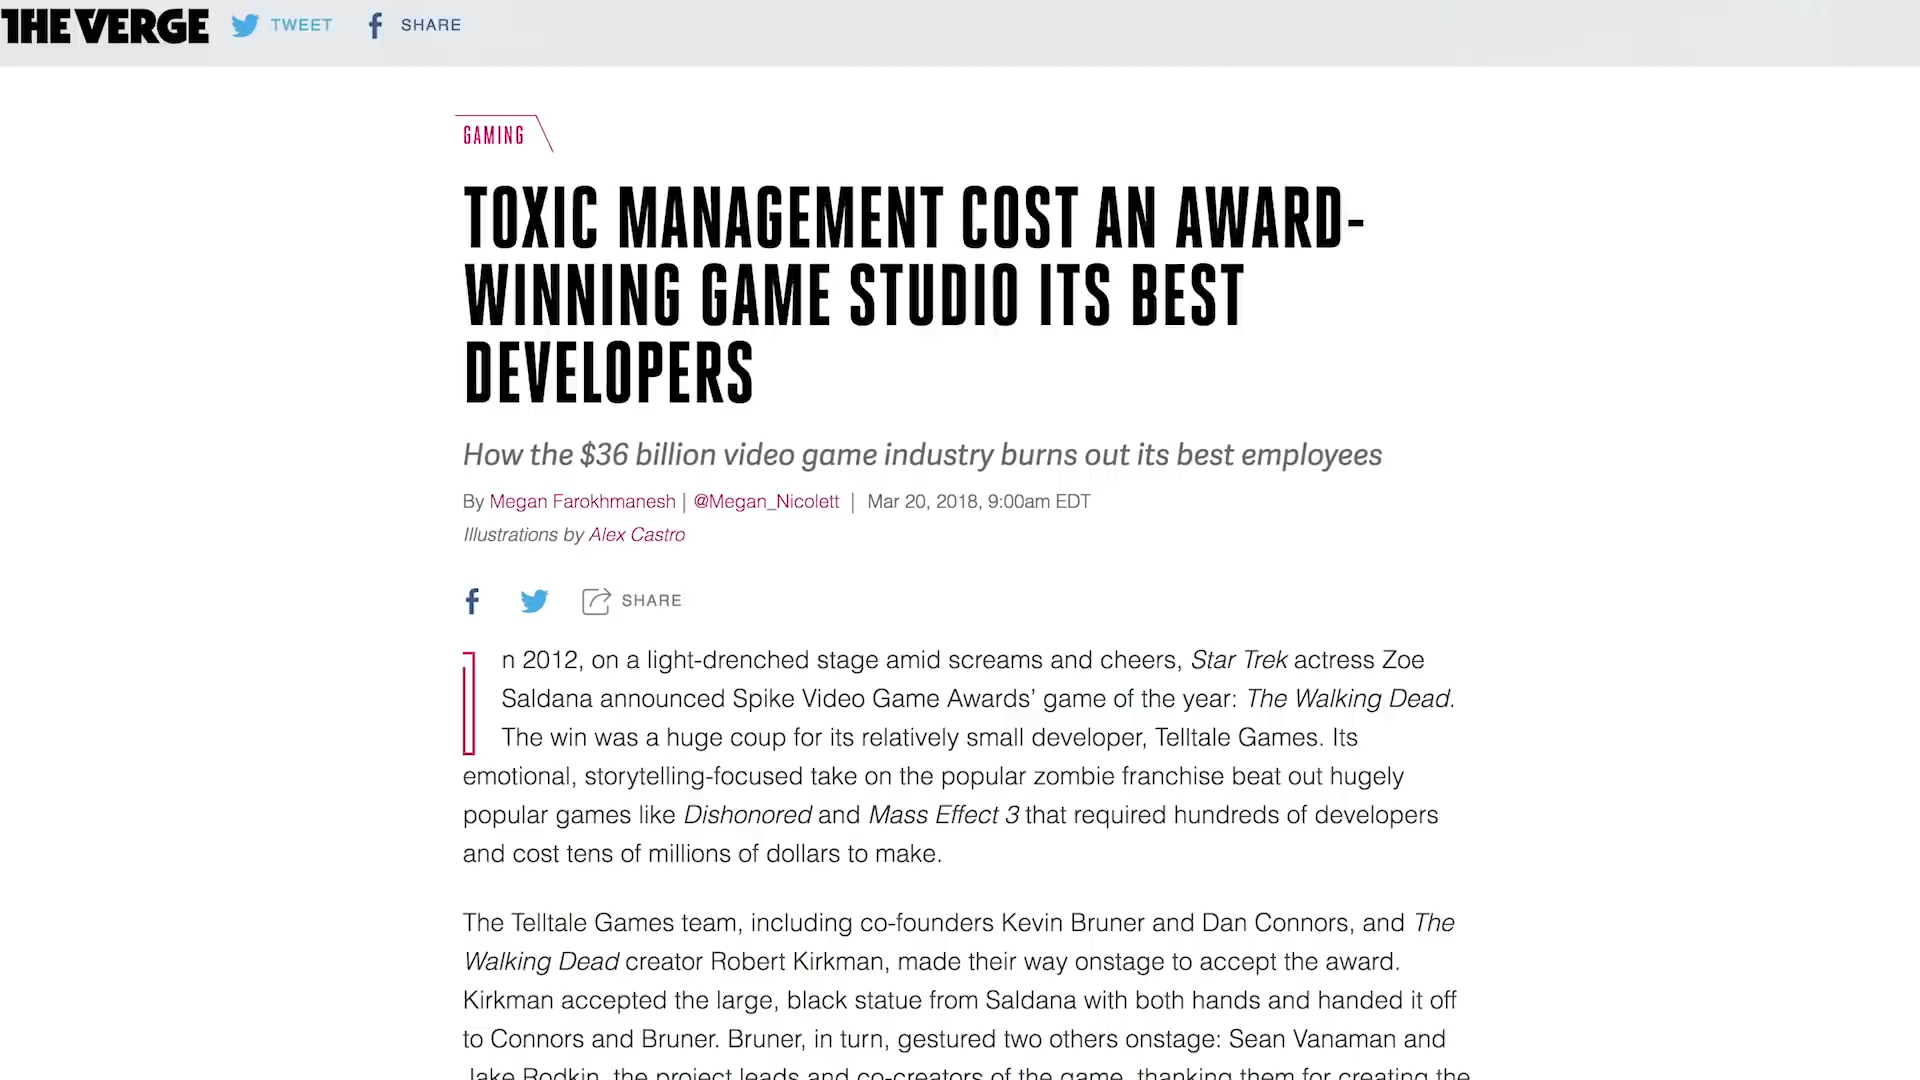 THE VERGE TWEET SHARE
GAMING
TOXIC MANAGEMENT COST AN AWARD-
WINNING GAME STUDIO ITS BEST
DEVELOPERS
How the $36 billion video game industry burns out its best employees
By Megan Farokhmanesh | @Megan_Nicolett | Mar 20, 2018, 9:00am EDT
Illustrations by Alex Castro
SHARE
In 2012, on a light-drenched stage amid screams and cheers, Star Trek actress Zoe
Saldana announced Spike Video Game Awards’ game of the year: The Walking Dead.
The win was a huge coup for its relatively small developer, Telltale Games. Its
emotional, storytelling-focused take on the popular zombie franchise beat out hugely
popular games like Dishonored and Mass Effect 3 that required hundreds of developers
and cost tens of millions of dollars to make.
The Telltale Games team, including co-founders Kevin Bruner and Dan Connors, and The
Walking Dead creator Robert Kirkman, made their way onstage to accept the award.
Kirkman accepted the large, black statue from Saldana with both hands and handed it off
to Connors and Bruner. Bruner, in turn, gestured two others onstage: Sean Vanaman and
Jake Rodkin, the project leads and co-creators of the game, thanking them for creating the